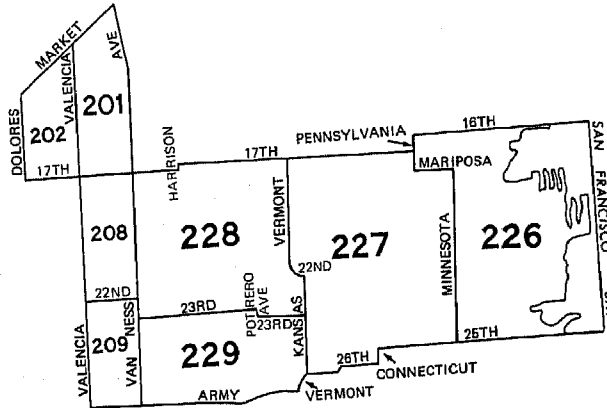 MARKET
AVE
VALENCIA
201
DOLORES
202
17TH
HARRISON
17TH
PENNSYLVANIA
16TH
SAN FRANCISCO
MARIPOSA
208
228
VERMONT
227
MINNESOTA
226
22ND
22ND
23RD
POTRERO AVE
23RD
KANSAS
25TH
VALENCIA
209
VAN NESS
229
26TH
CONNECTICUT
ARMY
VERMONT